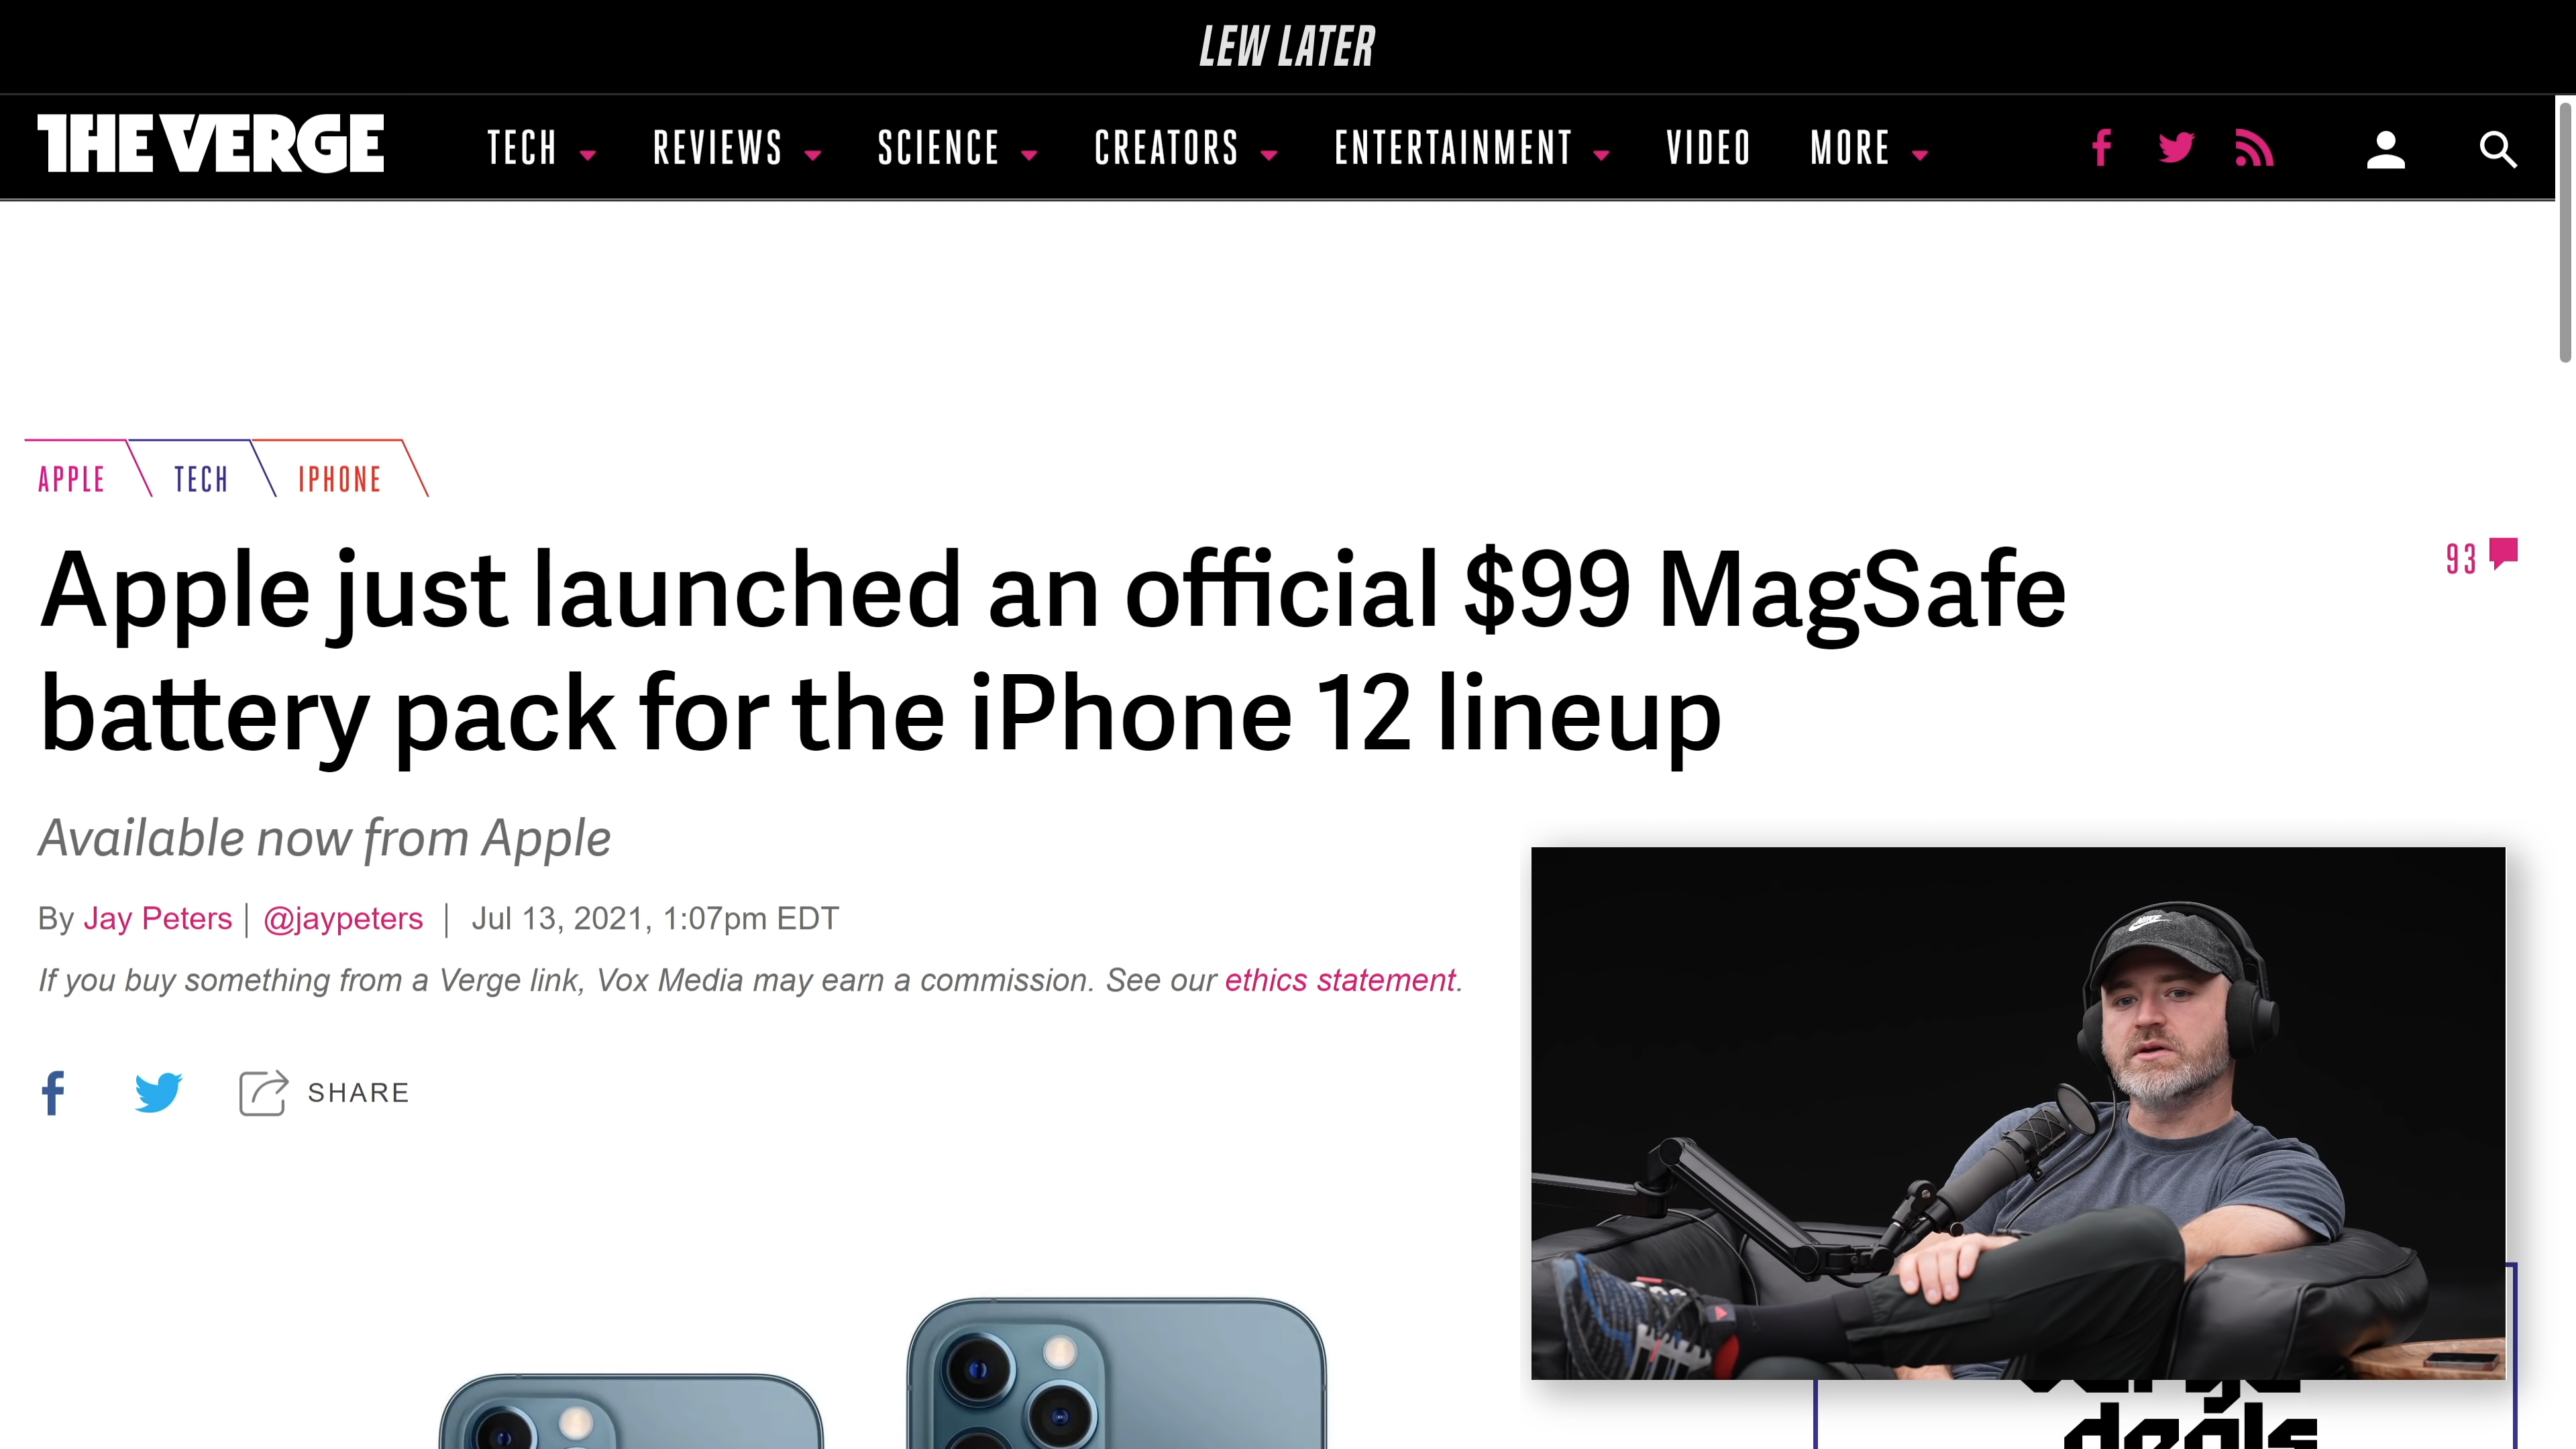 LEW LATER
THE VERGE TECH REVIEWS SCIENCE CREATORS ENTERTAINMENT VIDEO MORE
APPLE TECH IPHONE
Apple just launched an official $99 MagSafe
battery pack for the iPhone 12 lineup
93
Available now from Apple
By Jay Peters | @jaypeters | Jul 13, 2021, 1:07pm EDT
If you buy something from a Verge link, Vox Media may earn a commission. See our ethics statement.
SHARE
verge
deals